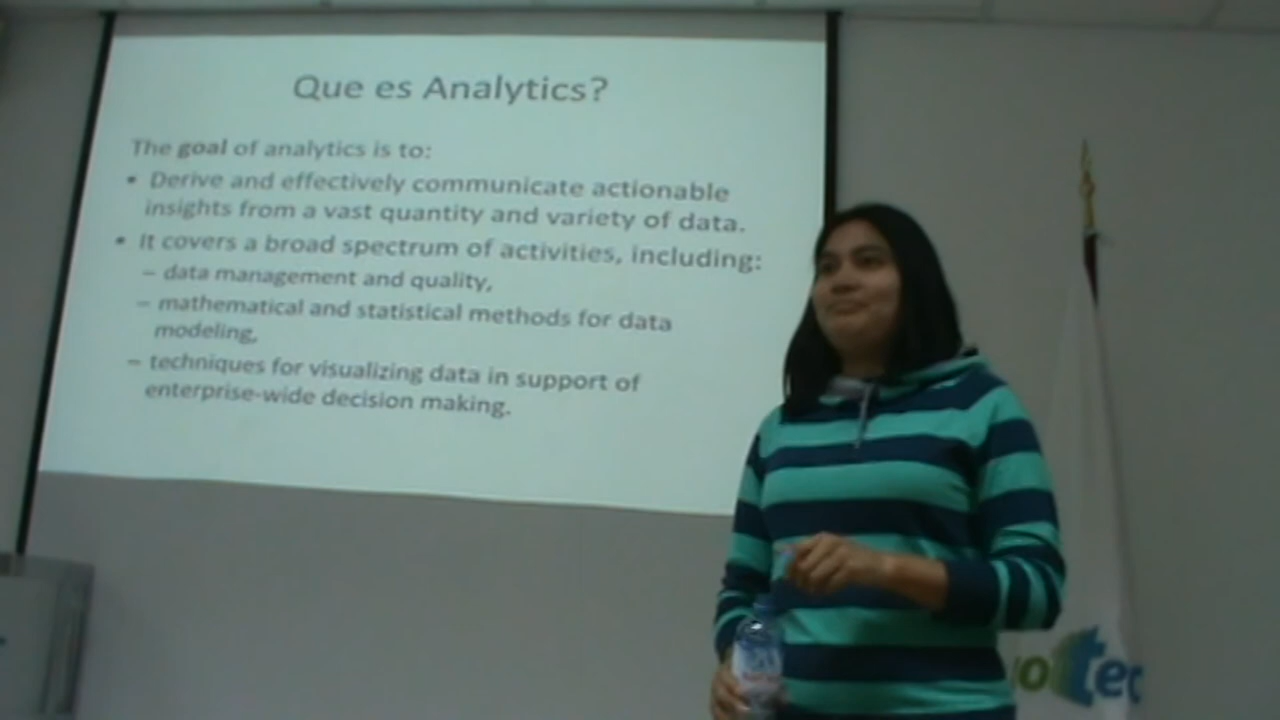 Que es Analytics?
The goal of analytics is to:
• Derive and effectively communicate actionable
insights from a vast quantity and variety of data.
• It covers a broad spectrum of activities, including:
– data management and quality,
– mathematical and statistical methods for data
modeling,
– techniques for visualizing data in support of
enterprise-wide decision making.